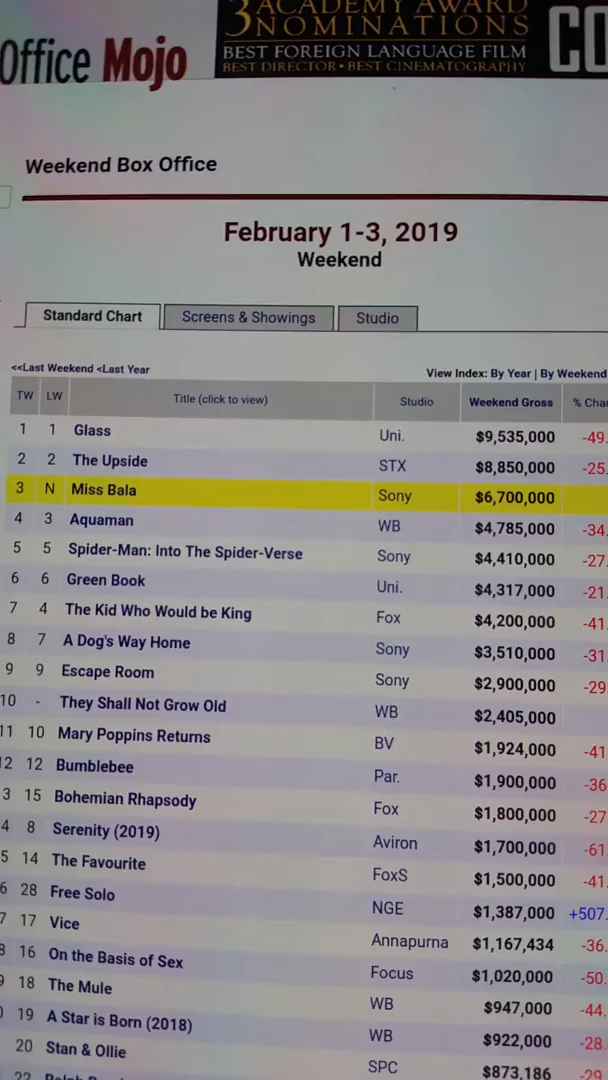 3 ACADEMY AWARD
NOMINATIONS
BEST FOREIGN LANGUAGE FILM
BEST DIRECTOR • BEST CINEMATOGRAPHY
Office Mojo
Weekend Box Office
February 1-3, 2019
Weekend
Standard Chart Screens & Showings Studio
<<Last Weekend <Last Year View Index: By Year | By Weekend
TW LW Title (click to view) Studio Weekend Gross %
1 1 Glass Uni. $9,535,000 -49.
2 2 The Upside STX $8,850,000 -25.
3 N Miss Bala Sony $6,700,000
4 3 Aquaman WB $4,785,000 -34.
5 5 Spider-Man: Into The Spider-Verse Sony $4,410,000 -27.
6 6 Green Book Uni. $4,317,000 -21.
7 4 The Kid Who Would be King Fox $4,200,000 -41.
8 7 A Dog's Way Home Sony $3,510,000 -31.
9 9 Escape Room Sony $2,900,000 -29
10 - They Shall Not Grow Old WB $2,405,000
11 10 Mary Poppins Returns BV $1,924,000 -41
12 12 Bumblebee Par. $1,900,000 -36
3 15 Bohemian Rhapsody Fox $1,800,000 -27
4 8 Serenity (2019) Aviron $1,700,000 -61.
5 14 The Favourite FoxS $1,500,000 -41.
6 28 Free Solo NGE $1,387,000 +507.
7 17 Vice Annapurna $1,167,434 -36.
8 16 On the Basis of Sex Focus $1,020,000 -50.
9 18 The Mule WB $947,000 -44.
19 A Star is Born (2018) WB $922,000 -28.
20 Stan & Ollie SPC $873,186 -29
22